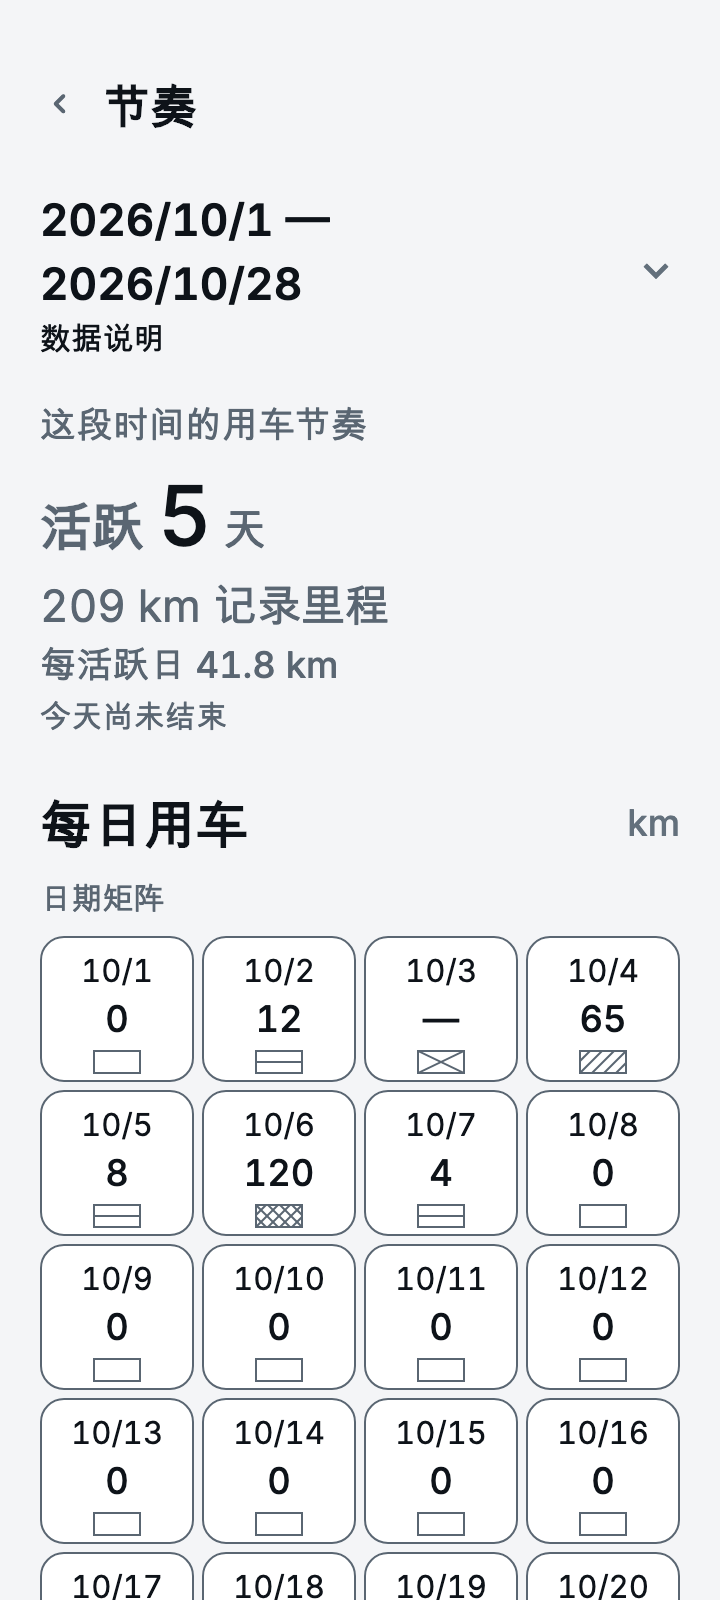 节奏
2026/10/1 —
2026/10/28
数据说明
这段时间的用车节奏
活跃 5 天
209 km 记录里程
每活跃日 41.8 km
今天尚未结束
每日用车 km
日期矩阵
10/1 10/2 10/3 10/4
0 12 — 65
10/5 10/6 10/7 10/8
8 120 4 0
10/9 10/10 10/11 10/12
0 0 0 0
10/13 10/14 10/15 10/16
0 0 0 0
10/17 10/18 10/19 10/20